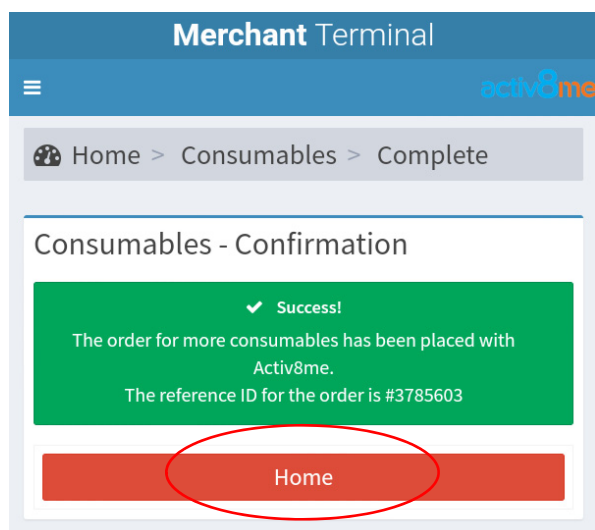 Merchant Terminal
activ8me
Home > Consumables > Complete
Consumables - Confirmation
Success!
The order for more consumables has been placed with
Activ8me.
The reference ID for the order is #3785603
Home